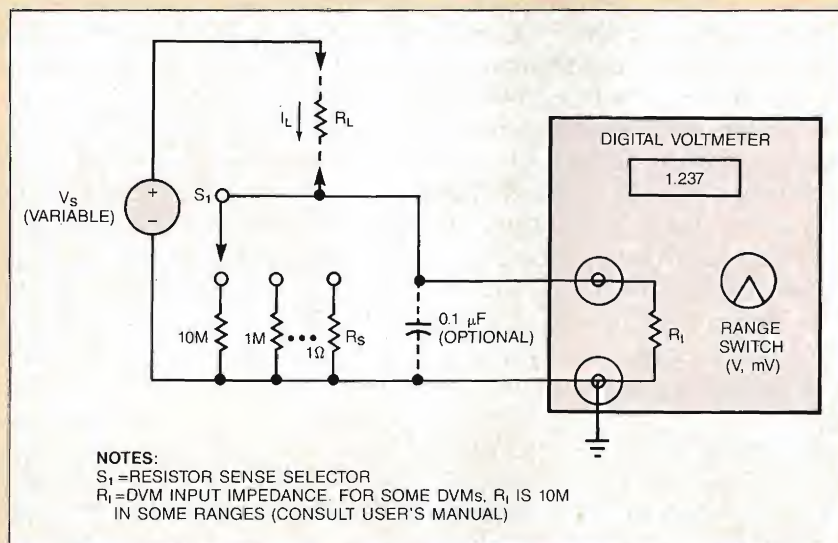 I_L
R_L
DIGITAL VOLTMETER
1.237
V_S
(VARIABLE)
+
−
S₁
10M
1M
1Ω
R_S
0.1 µF
(OPTIONAL)
R_I
RANGE
SWITCH
(V, mV)
NOTES:
S₁=RESISTOR SENSE SELECTOR
R_I=DVM INPUT IMPEDANCE. FOR SOME DVMs, R_I IS 10M
IN SOME RANGES (CONSULT USER'S MANUAL)